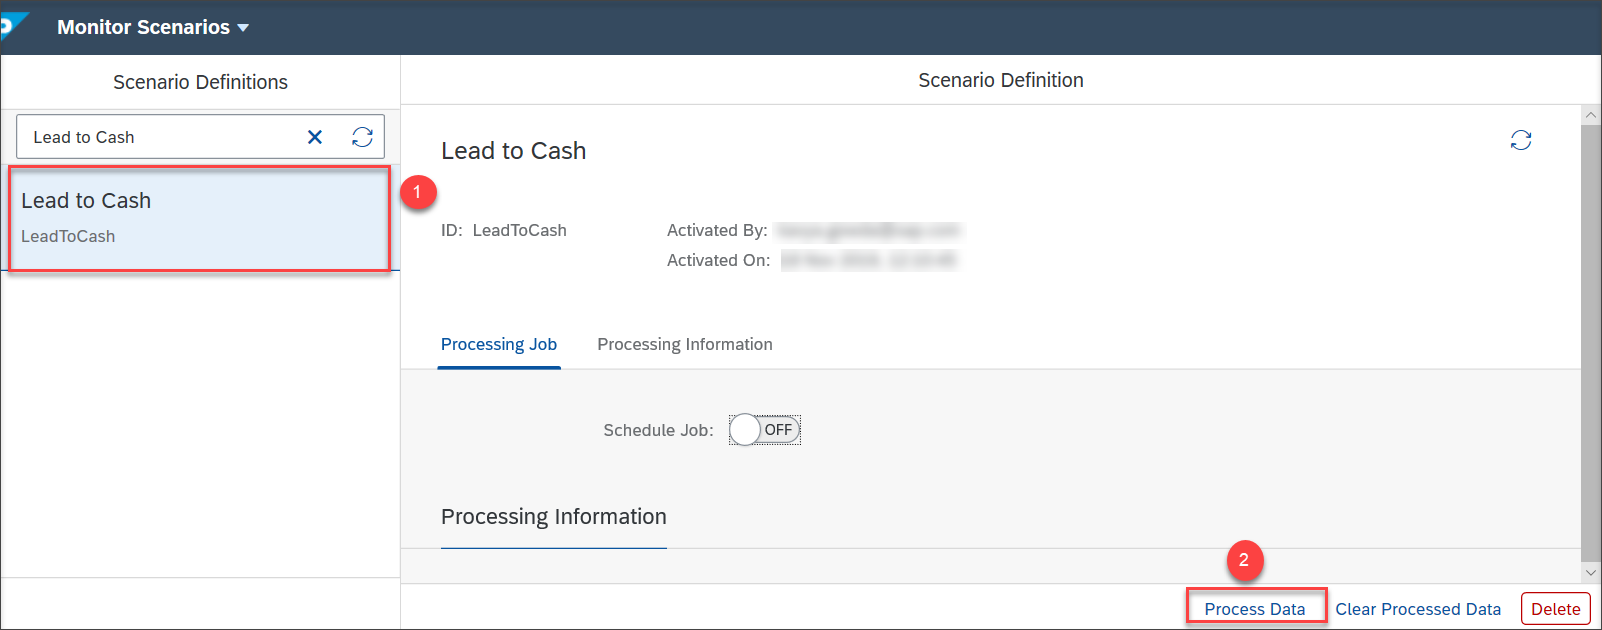 Monitor Scenarios
Scenario Definitions
Scenario Definition
Lead to Cash
Lead to Cash
LeadToCash
1
Lead to Cash
ID: LeadToCash
Activated By:
Activated On:
Processing Job
Processing Information
Schedule Job:
OFF
Processing Information
2
Process Data
Clear Processed Data
Delete